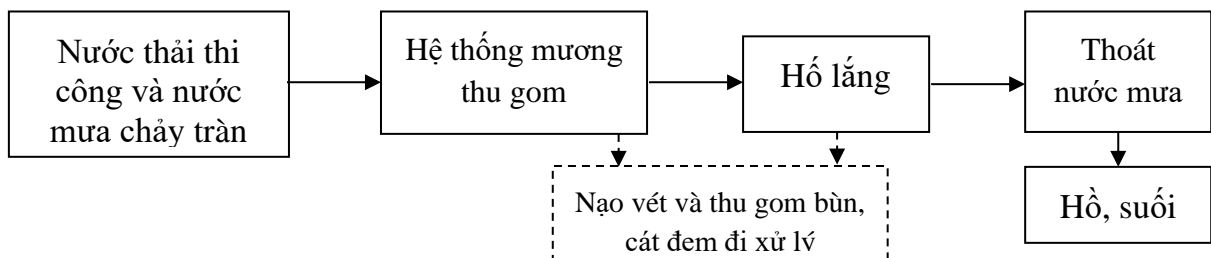 Nước thải thi
công và nước
mưa chảy tràn
Hệ thống mương
thu gom
Hố lắng
Thoát
nước mưa
Nạo vét và thu gom bùn,
cát đem đi xử lý
Hồ, suối